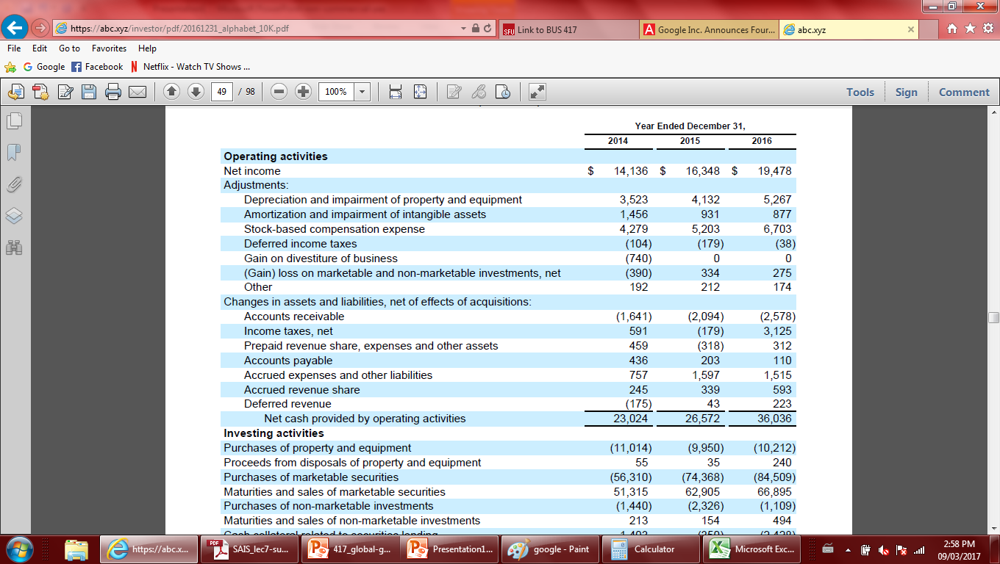 https://abc.xyz/investor/pdf/20161231_alphabet_10K.pdf
SFU Link to BUS 417
A Google Inc. Announces Four...
abc.xyz
File Edit Go to Favorites Help
G Google Facebook N Netflix - Watch TV Shows ...
49 / 98 100% Tools Sign Comment
Year Ended December 31,
2014 2015 2016
Operating activities
Net income $ 14,136 $ 16,348 $ 19,478
Adjustments:
Depreciation and impairment of property and equipment 3,523 4,132 5,267
Amortization and impairment of intangible assets 1,456 931 877
Stock-based compensation expense 4,279 5,203 6,703
Deferred income taxes (104) (179) (38)
Gain on divestiture of business (740) 0 0
(Gain) loss on marketable and non-marketable investments, net (390) 334 275
Other 192 212 174
Changes in assets and liabilities, net of effects of acquisitions:
Accounts receivable (1,641) (2,094) (2,578)
Income taxes, net 591 (179) 3,125
Prepaid revenue share, expenses and other assets 459 (318) 312
Accounts payable 436 203 110
Accrued expenses and other liabilities 757 1,597 1,515
Accrued revenue share 245 339 593
Deferred revenue (175) 43 223
Net cash provided by operating activities 23,024 26,572 36,036
Investing activities
Purchases of property and equipment (11,014) (9,950) (10,212)
Proceeds from disposals of property and equipment 55 35 240
Purchases of marketable securities (56,310) (74,368) (84,509)
Maturities and sales of marketable securities 51,315 62,905 66,895
Purchases of non-marketable investments (1,440) (2,326) (1,109)
Maturities and sales of non-marketable investments 213 154 494
https://abc.x... PDF SAIS_lec7-su... 417_global-g... Presentation1... google - Paint Calculator Microsoft Exc...
2:58 PM
09/03/2017